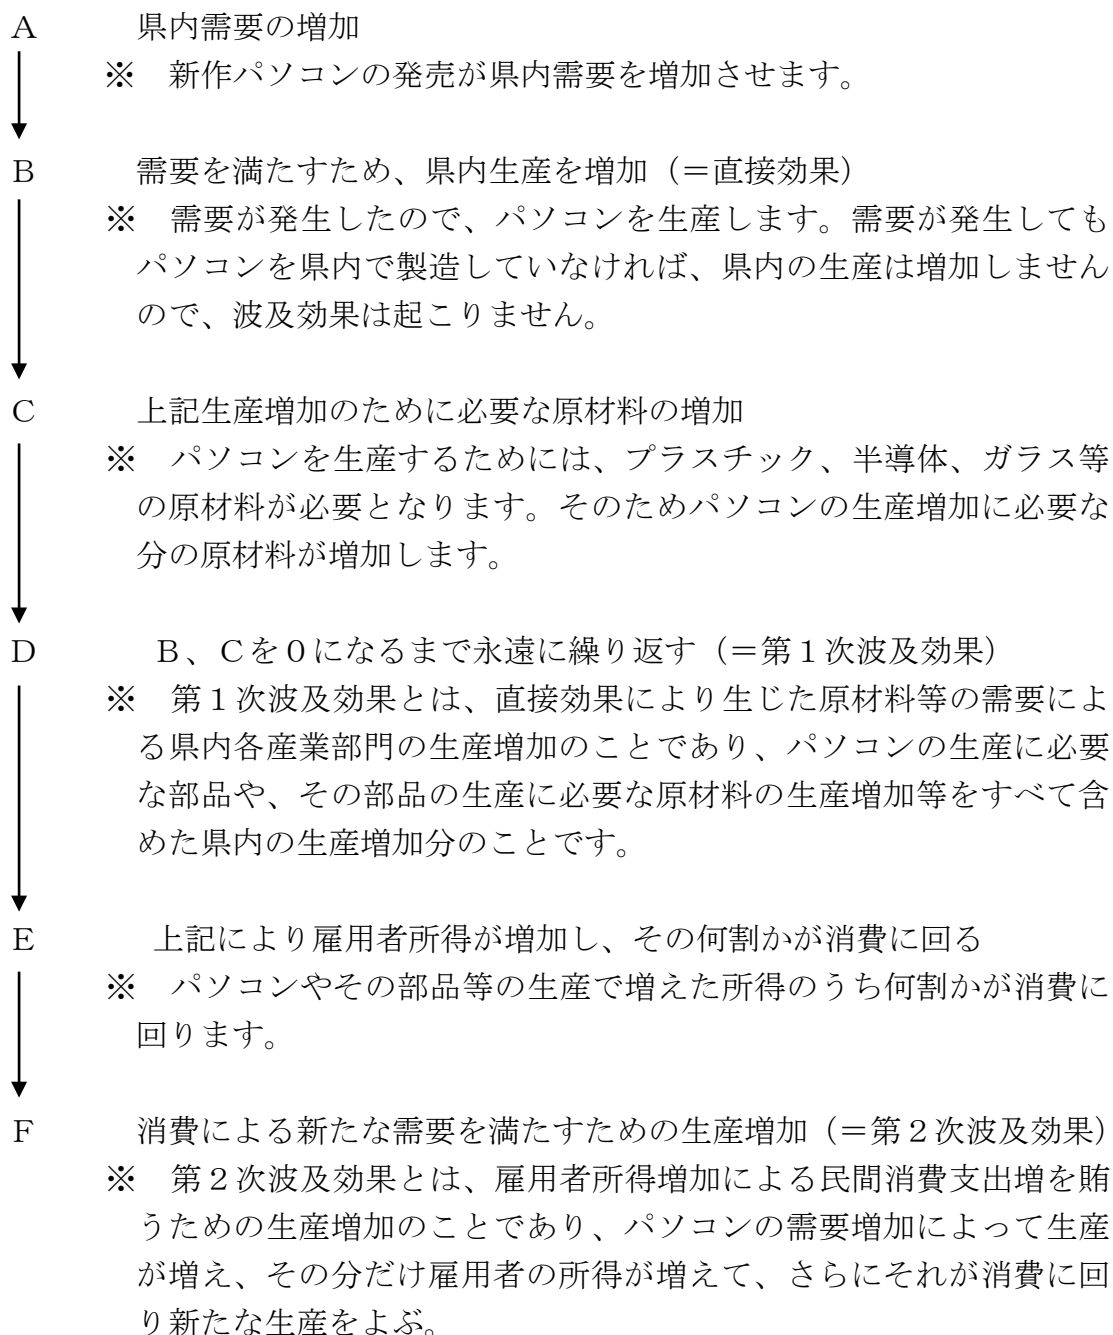 A 県内需要の増加
※ 新作パソコンの発売が県内需要を増加させます。
B 需要を満たすため、県内生産を増加(=直接効果)
※ 需要が発生したので、パソコンを生産します。需要が発生しても
パソコンを県内で製造していなければ、県内の生産は増加しません
ので、波及効果は起こりません。
C 上記生産増加のために必要な原材料の増加
※ パソコンを生産するためには、プラスチック、半導体、ガラス等
の原材料が必要となります。そのためパソコンの生産増加に必要な
分の原材料が増加します。
D B、Cを0になるまで永遠に繰り返す(=第1次波及効果)
※ 第1次波及効果とは、直接効果により生じた原材料等の需要によ
る県内各産業部門の生産増加のことであり、パソコンの生産に必要
な部品や、その部品の生産に必要な原材料の生産増加等をすべて含
めた県内の生産増加分のことです。
E 上記により雇用者所得が増加し、その何割かが消費に回る
※ パソコンやその部品等の生産で増えた所得のうち何割かが消費に
回ります。
F 消費による新たな需要を満たすための生産増加(=第2次波及効果)
※ 第2次波及効果とは、雇用者所得増加による民間消費支出増を賄
うための生産増加のことであり、パソコンの需要増加によって生産
が増え、その分だけ雇用者の所得が増えて、さらにそれが消費に回
り新たな生産をよぶ。